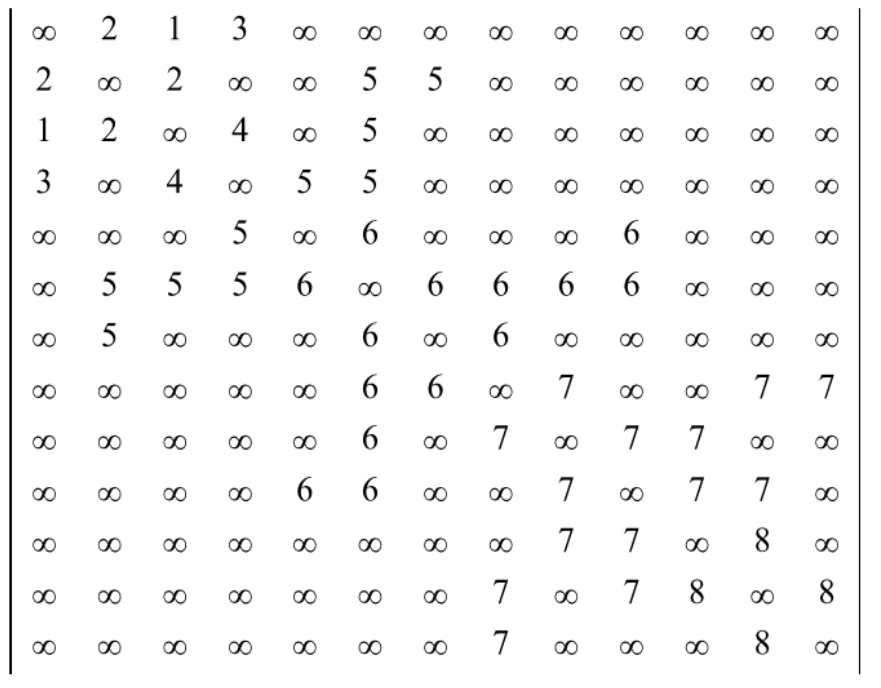 ∞ 2 1 3 ∞ ∞ ∞ ∞ ∞ ∞ ∞ ∞ ∞
2 ∞ 2 ∞ ∞ 5 5 ∞ ∞ ∞ ∞ ∞ ∞
1 2 ∞ 4 ∞ 5 ∞ ∞ ∞ ∞ ∞ ∞ ∞
3 ∞ 4 ∞ 5 5 ∞ ∞ ∞ ∞ ∞ ∞ ∞
∞ ∞ ∞ 5 ∞ 6 ∞ ∞ ∞ 6 ∞ ∞ ∞
∞ 5 5 5 6 ∞ 6 6 6 6 ∞ ∞ ∞
∞ 5 ∞ ∞ ∞ 6 ∞ 6 ∞ ∞ ∞ ∞ ∞
∞ ∞ ∞ ∞ ∞ 6 6 ∞ 7 ∞ ∞ 7 7
∞ ∞ ∞ ∞ ∞ 6 ∞ 7 ∞ 7 7 ∞ ∞
∞ ∞ ∞ ∞ 6 6 ∞ ∞ 7 ∞ 7 7 ∞
∞ ∞ ∞ ∞ ∞ ∞ ∞ ∞ 7 7 ∞ 8 ∞
∞ ∞ ∞ ∞ ∞ ∞ ∞ 7 ∞ 7 8 ∞ 8
∞ ∞ ∞ ∞ ∞ ∞ ∞ 7 ∞ ∞ ∞ 8 ∞